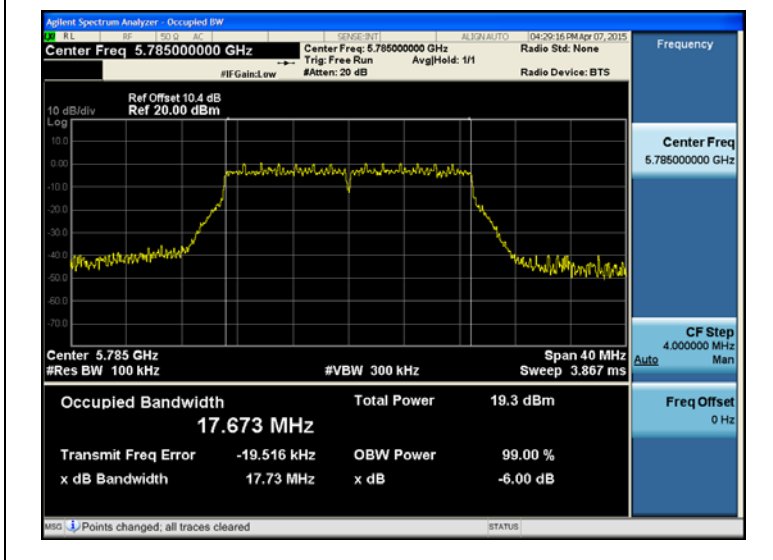 Agilent Spectrum Analyzer - Occupied BW
RL RF 50 Ω AC SENSE:INT ALIGN AUTO 04:29:16 PM Apr 07, 2015
Center Freq 5.785000000 GHz
Center Freq: 5.785000000 GHz
Radio Std: None
Trig: Free Run Avg|Hold: 1/1
#IFGain:Low #Atten: 20 dB Radio Device: BTS
Ref Offset 10.4 dB
10 dB/div Ref 20.00 dBm
Log
10.0
0.00
-10.0
-20.0
-30.0
-40.0
-50.0
-60.0
-70.0
Center 5.785 GHz Span 40 MHz
#Res BW 100 kHz #VBW 300 kHz Sweep 3.867 ms
Occupied Bandwidth Total Power 19.3 dBm
17.673 MHz
Transmit Freq Error -19.516 kHz OBW Power 99.00 %
x dB Bandwidth 17.73 MHz x dB -6.00 dB
MSG Points changed; all traces cleared STATUS
Frequency
Center Freq
5.785000000 GHz
CF Step
4.000000 MHz
Auto Man
Freq Offset
0 Hz